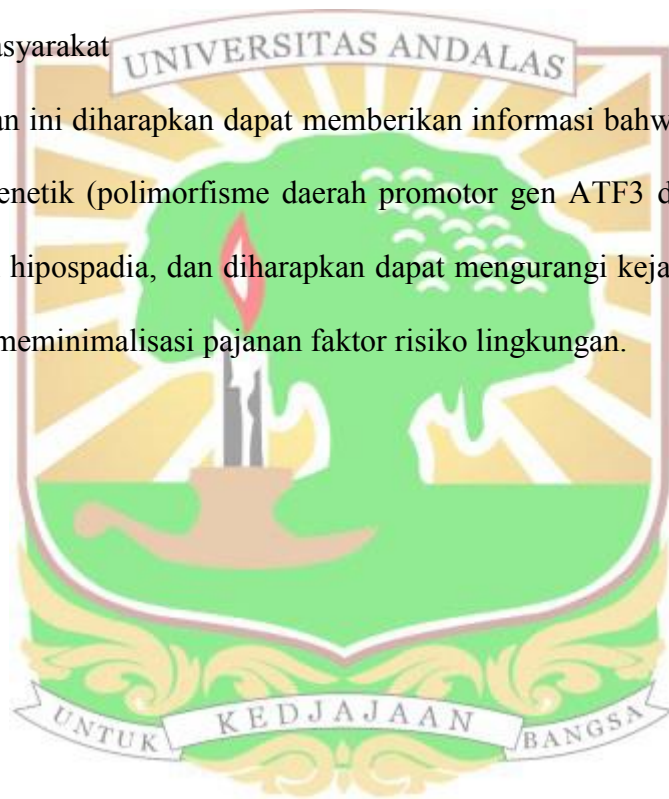 asyarakat
UNIVERSITAS ANDALAS
an ini diharapkan dapat memberikan informasi bahw
enetik (polimorfisme daerah promotor gen ATF3 d
hipospadia, dan diharapkan dapat mengurangi keja
meminimalisasi pajanan faktor risiko lingkungan.
UNTUK KEDJAJAAN BANGSA